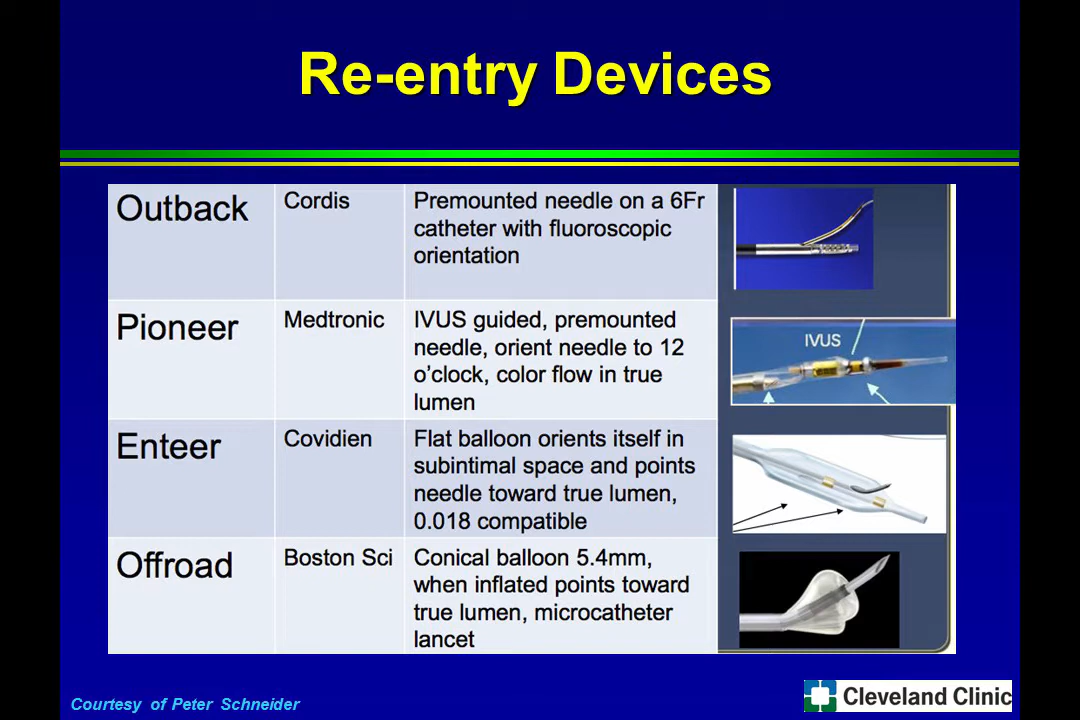 Re-entry Devices
Outback
Cordis
Premounted needle on a 6Fr
catheter with fluoroscopic
orientation
Pioneer
Medtronic
IVUS guided, premounted
needle, orient needle to 12
o'clock, color flow in true
lumen
IVUS
Enteer
Covidien
Flat balloon orients itself in
subintimal space and points
needle toward true lumen,
0.018 compatible
Offroad
Boston Sci
Conical balloon 5.4mm,
when inflated points toward
true lumen, microcatheter
lancet
Courtesy of Peter Schneider
Cleveland Clinic